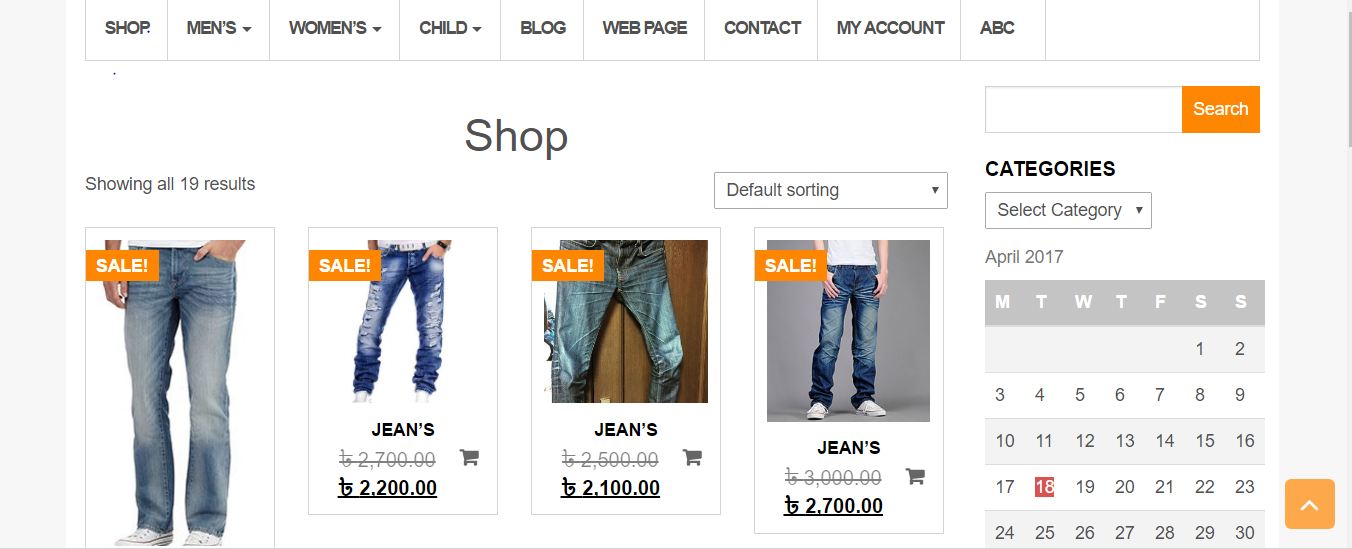 SHOP MEN’S WOMEN’S CHILD BLOG WEB PAGE CONTACT MY ACCOUNT ABC
Search
Shop
CATEGORIES
Showing all 19 results
Default sorting
Select Category
April 2017
SALE! SALE! SALE! SALE!
M T W T F S S
1 2
3 4 5 6 7 8 9
10 11 12 13 14 15 16
17 18 19 20 21 22 23
24 25 26 27 28 29 30
JEAN’S
৳ 2,700.00
৳ 2,200.00
JEAN’S
৳ 2,500.00
৳ 2,100.00
JEAN’S
৳ 3,000.00
৳ 2,700.00